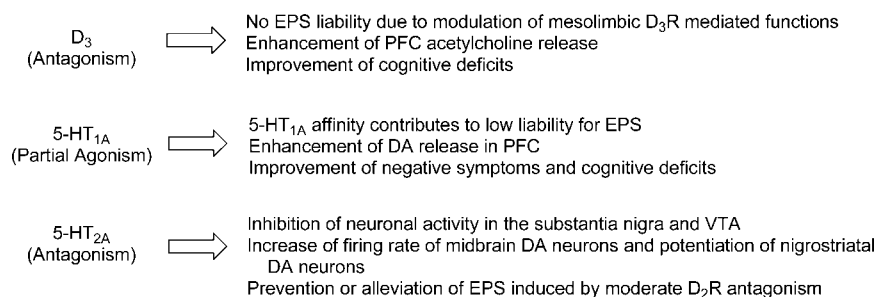 D3
(Antagonism)
No EPS liability due to modulation of mesolimbic D3R mediated functions
Enhancement of PFC acetylcholine release
Improvement of cognitive deficits
5-HT1A
(Partial Agonism)
5-HT1A affinity contributes to low liability for EPS
Enhancement of DA release in PFC
Improvement of negative symptoms and cognitive deficits
5-HT2A
(Antagonism)
Inhibition of neuronal activity in the substantia nigra and VTA
Increase of firing rate of midbrain DA neurons and potentiation of nigrostriatal
DA neurons
Prevention or alleviation of EPS induced by moderate D2R antagonism